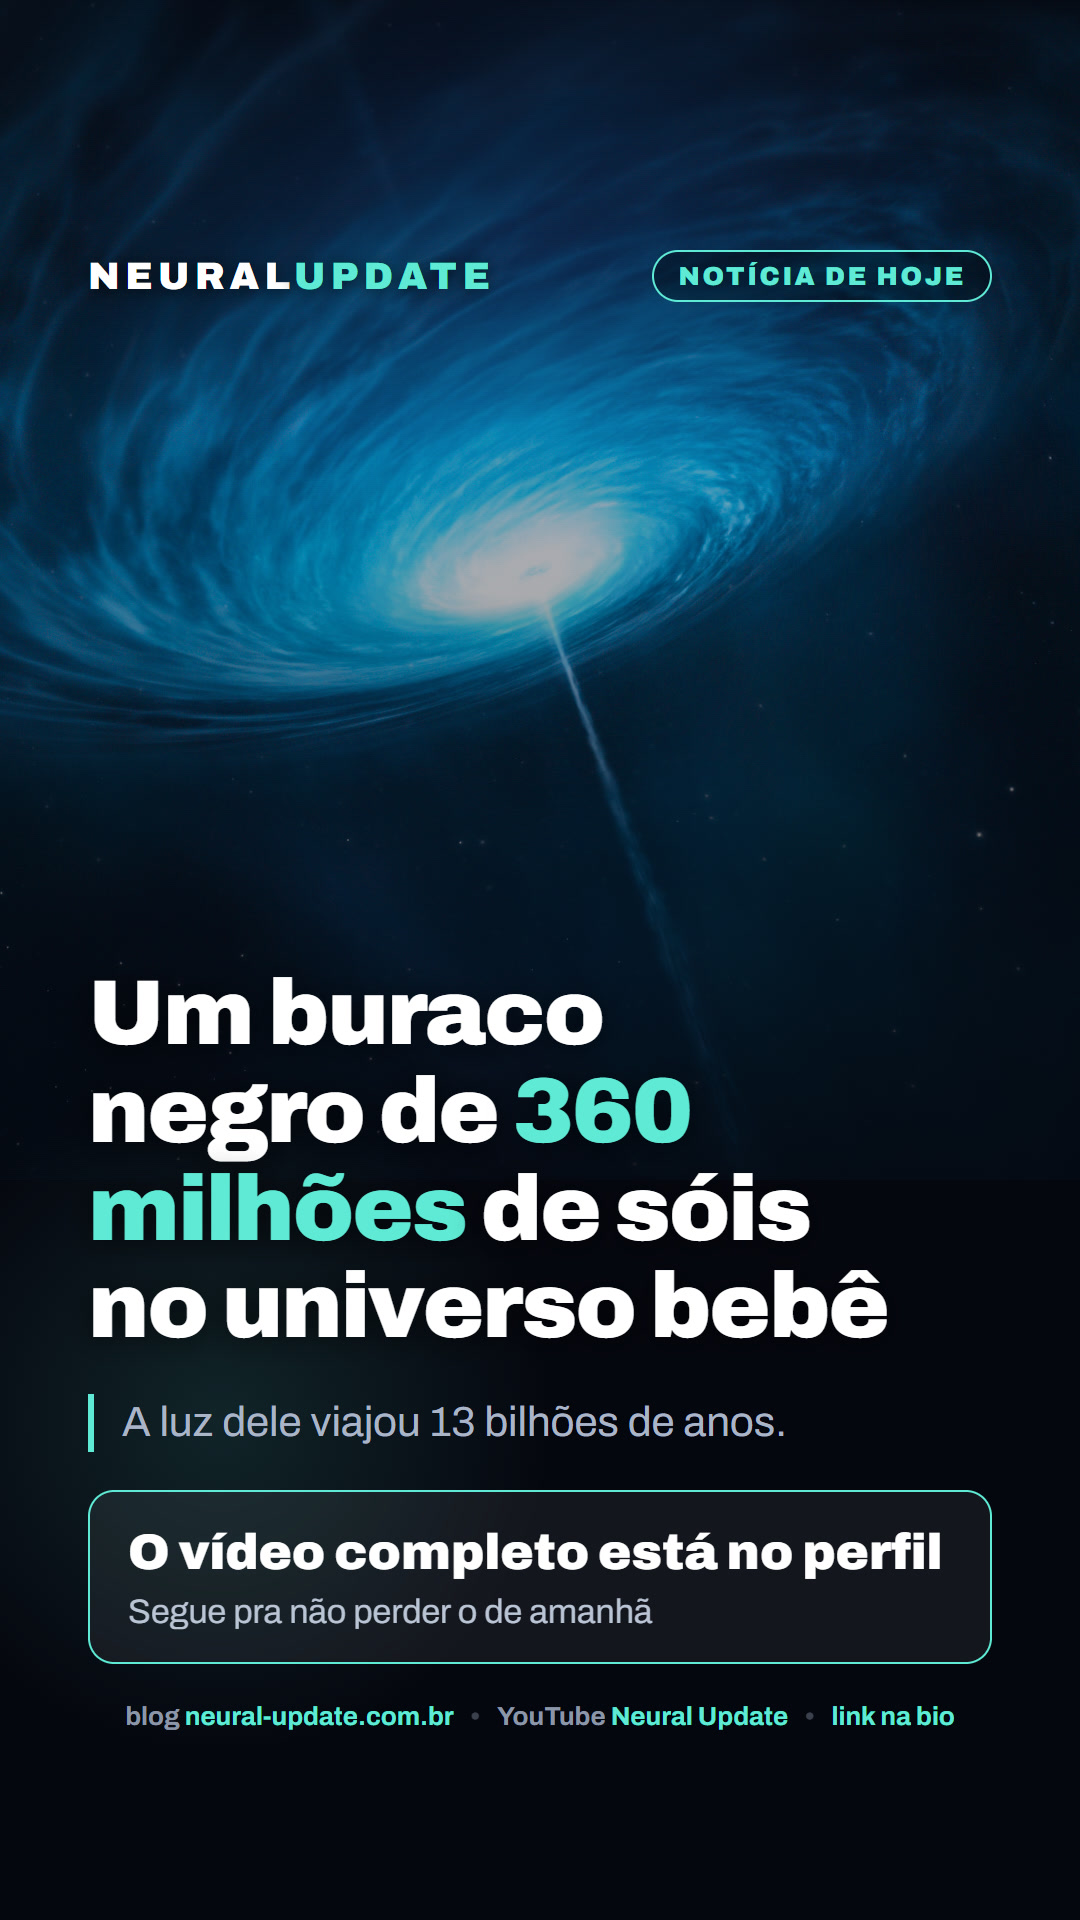 NEURALUPDATE
NOTÍCIA DE HOJE
Um buraco
negro de 360
milhões de sóis
no universo bebê
A luz dele viajou 13 bilhões de anos.
O vídeo completo está no perfil
Segue pra não perder o de amanhã
blog neural-update.com.br • YouTube Neural Update • link na bio